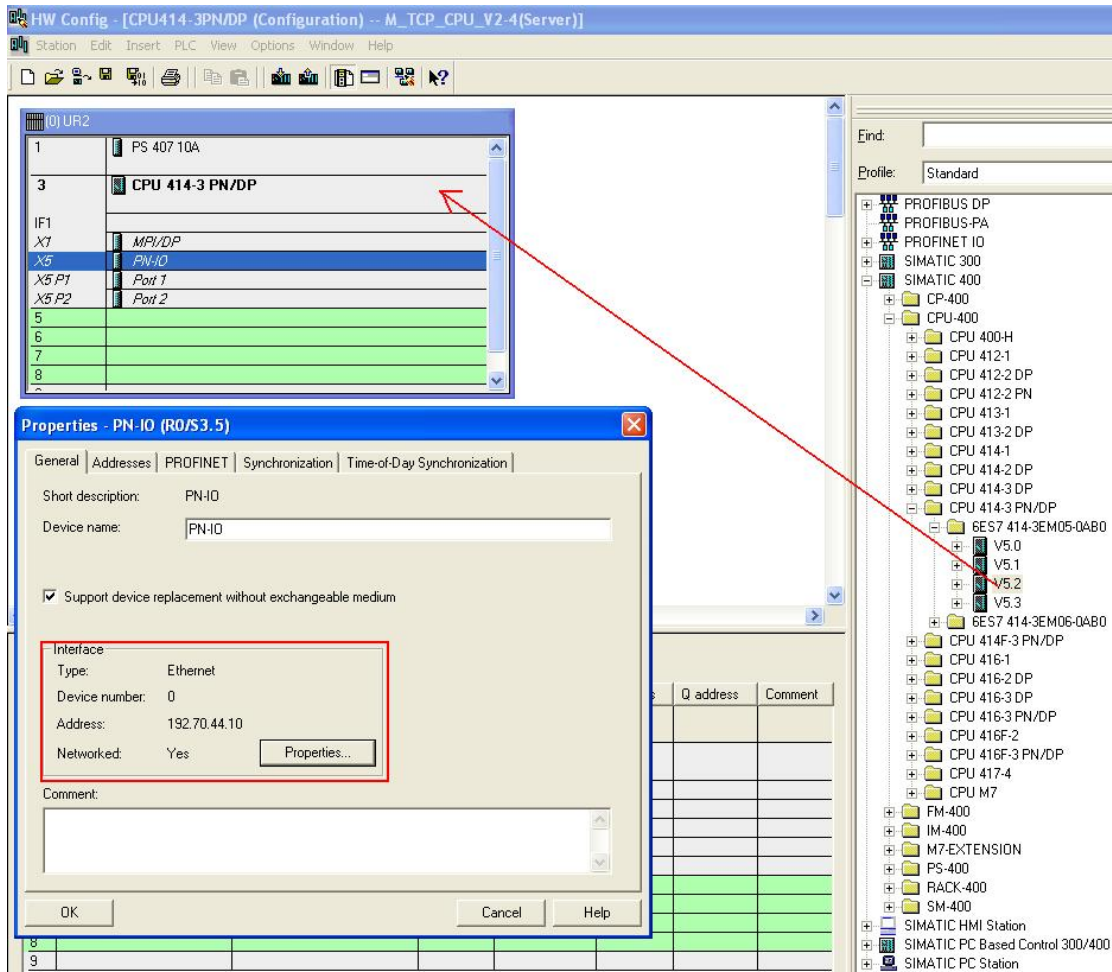 HW Config - [CPU414-3PN/DP (Configuration) -- M_TCP_CPU_V2-4(Server)]
Station Edit Insert PLC View Options Window Help
(0) UR2
1 PS 407 10A
3 CPU 414-3 PN/DP
IF1
X1 MPI/DP
X5 PN-IO
X5 P1 Port 1
X5 P2 Port 2
5
6
7
8
Properties - PN-IO (R0/S3.5)
General Addresses PROFINET Synchronization Time-of-Day Synchronization
Short description: PN-IO
Device name: PN-IO
Support device replacement without exchangeable medium
Interface
Type: Ethernet
Device number: 0
Address: 192.70.44.10
Networked: Yes Properties...
Comment:
OK Cancel Help
Q address Comment
8
9
Find:
Profile: Standard
PROFIBUS DP
PROFIBUS-PA
PROFINET IO
SIMATIC 300
SIMATIC 400
CP-400
CPU-400
CPU 400-H
CPU 412-1
CPU 412-2 DP
CPU 412-2 PN
CPU 413-1
CPU 413-2 DP
CPU 414-1
CPU 414-2 DP
CPU 414-3 DP
CPU 414-3 PN/DP
6ES7 414-3EM05-0AB0
V5.0
V5.1
V5.2
V5.3
6ES7 414-3EM06-0AB0
CPU 414F-3 PN/DP
CPU 416-1
CPU 416-2 DP
CPU 416-3 DP
CPU 416-3 PN/DP
CPU 416F-2
CPU 416F-3 PN/DP
CPU 417-4
CPU M7
FM-400
IM-400
M7-EXTENSION
PS-400
RACK-400
SM-400
SIMATIC HMI Station
SIMATIC PC Based Control 300/400
SIMATIC PC Station